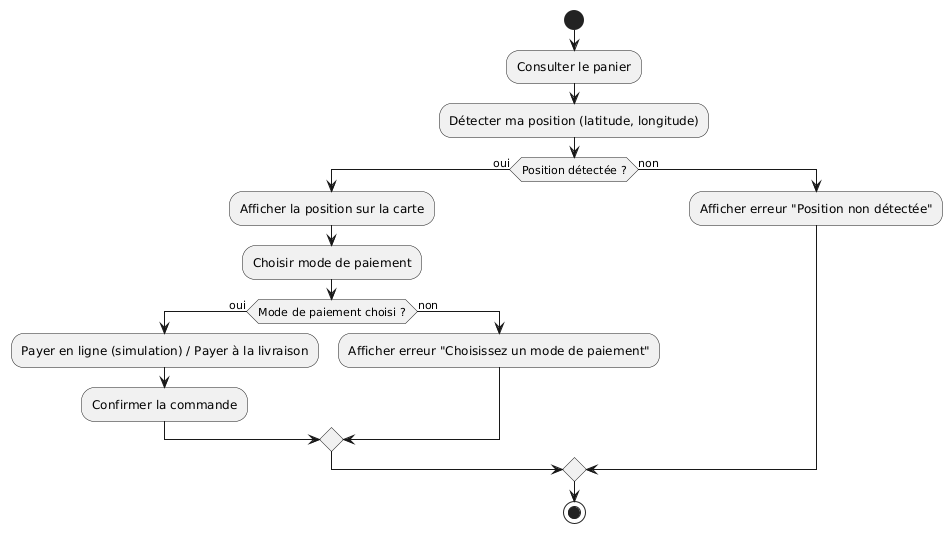 Consulter le panier
Détecter ma position (latitude, longitude)
oui
Position détectée ?
non
Afficher la position sur la carte
Afficher erreur "Position non détectée"
Choisir mode de paiement
oui
Mode de paiement choisi ?
non
Payer en ligne (simulation) / Payer à la livraison
Afficher erreur "Choisissez un mode de paiement"
Confirmer la commande